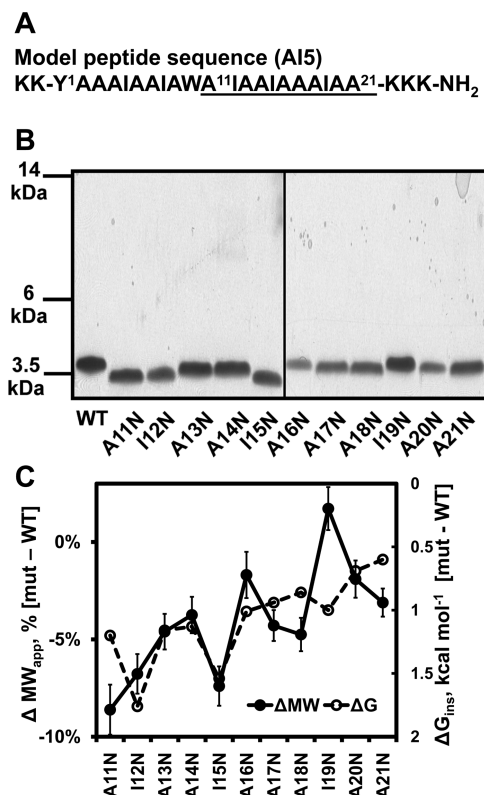 A
Model peptide sequence (AI5)
KK-Y¹AAAIAAIAWA¹¹IAAIAAAIAA²¹-KKK-NH₂
B
14
kDa
6
kDa
3.5
kDa
WT A11N I12N A13N A14N I15N A16N A17N A18N I19N A20N A21N
C
Δ MWapp, % [mut – WT]
0%
-5%
-10%
0
0.5
1
1.5
2
ΔGins, kcal mol⁻¹ [mut - WT]
ΔMW ΔG
A11N I12N A13N A14N I15N A16N A17N A18N I19N A20N A21N